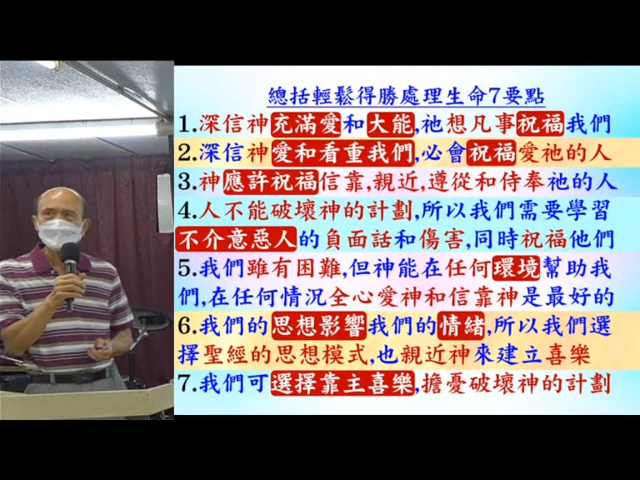 總括輕鬆得勝處理生命7要點
1.深信神充滿愛和大能,祂想凡事祝福我們
2.深信神愛和看重我們,必會祝福愛祂的人
3.神應許祝福信靠,親近,遵從和侍奉祂的人
4.人不能破壞神的計劃,所以我們需要學習
不介意惡人的負面話和傷害,同時祝福他們
5.我們雖有困難,但神能在任何環境幫助我
們,在任何情況全心愛神和信靠神是最好的
6.我們的思想影響我們的情緒,所以我們選
擇聖經的思想模式,也親近神來建立喜樂
7.我們可選擇靠主喜樂,擔憂破壞神的計劃